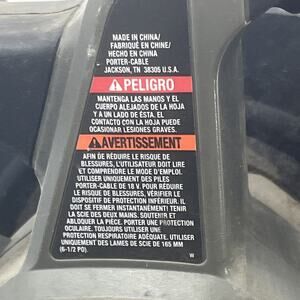 MADE IN CHINA/
FABRIQUÉ EN CHINE/
HECHO EN CHINA
PORTER-CABLE
JACKSON, TN 38305 U.S.A.
PELIGRO
MANTENGA LAS MANOS Y EL
CUERPO ALEJADOS DE LA HOJA
Y A UN LADO DE ESTA. EL
CONTACTO CON LA HOJA PUEDE
OCASIONAR LESIONES GRAVES.
AVERTISSEMENT
AFIN DE RÉDUIRE LE RISQUE DE
BLESSURES, L'UTILISATEUR DOIT LIRE
ET COMPRENDRE LE MODE D'EMPLOI.
UTILISER UNIQUEMENT DES PILES
PORTER-CABLE DE 18 V. POUR RÉDUIRE
LE RISQUE DE BLESSURES, VÉRIFIER LE
DISPOSITIF DE PROTECTION INFÉRIEUR. IL
DOIT SE FERMER INSTANTANÉMENT! TENIR
LA SCIE DES DEUX MAINS. SOUTENIR ET
ABLOQUER LA PIÈCE. PORTER UNE PROTECTION
OCULAIRE. TOUJOURS UTILISER UNE
PROTECTION RESPIRATOIRE ADÉQUATE. UTILISER
UNIQUEMENT DES LAMES DE SCIE DE 165 MM
(6-1/2 PO).
W